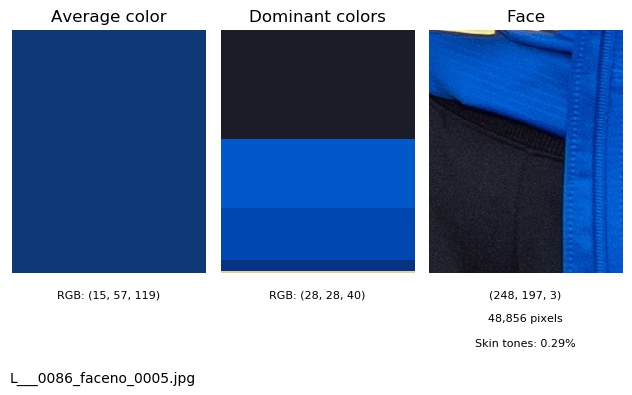 Average color
Dominant colors
Face
RGB: (15, 57, 119)
RGB: (28, 28, 40)
(248, 197, 3)
48,856 pixels
Skin tones: 0.29%
L___0086_faceno_0005.jpg